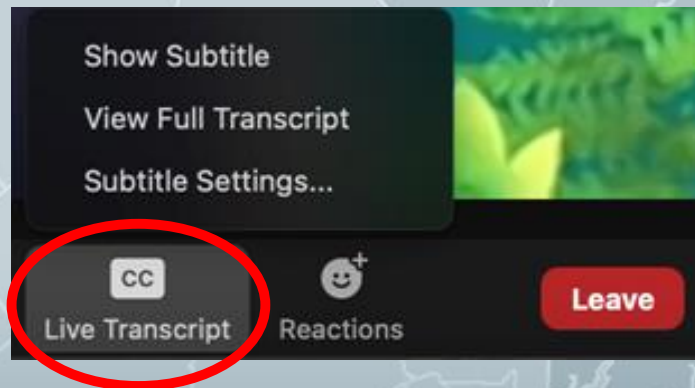 Show Subtitle
View Full Transcript
Subtitle Settings...
CC
Live Transcript
Reactions
Leave